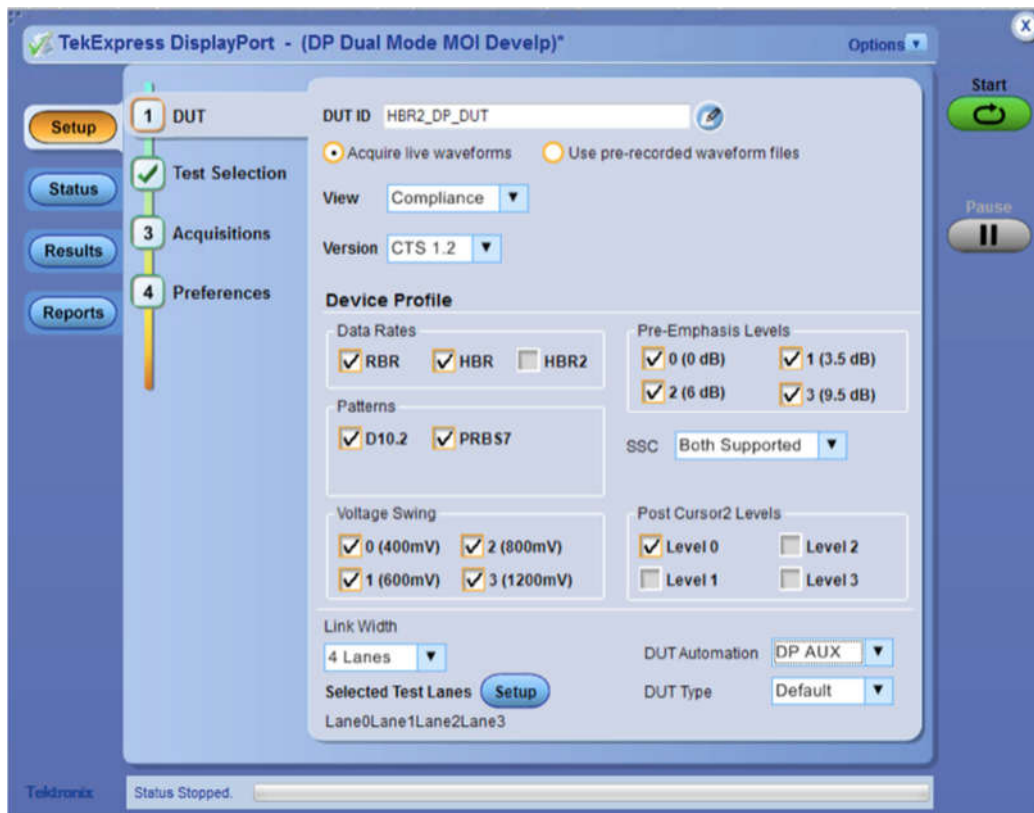 TekExpress DisplayPort - (DP Dual Mode MOI Develp)*
Options
X
Start
Pause
Setup
Status
Results
Reports
1 DUT
Test Selection
3 Acquisitions
4 Preferences
DUT ID HBR2_DP_DUT
Acquire live waveforms Use pre-recorded waveform files
View Compliance
Version CTS 1.2
Device Profile
Data Rates
RBR HBR HBR2
Patterns
D10.2 PRBS7
Voltage Swing
0 (400mV) 2 (800mV)
1 (600mV) 3 (1200mV)
Pre-Emphasis Levels
0 (0 dB) 1 (3.5 dB)
2 (6 dB) 3 (9.5 dB)
SSC Both Supported
Post Cursor2 Levels
Level 0 Level 2
Level 1 Level 3
Link Width
4 Lanes
Selected Test Lanes Setup
Lane0Lane1Lane2Lane3
DUT Automation DP AUX
DUT Type Default
Tektronix
Status Stopped.